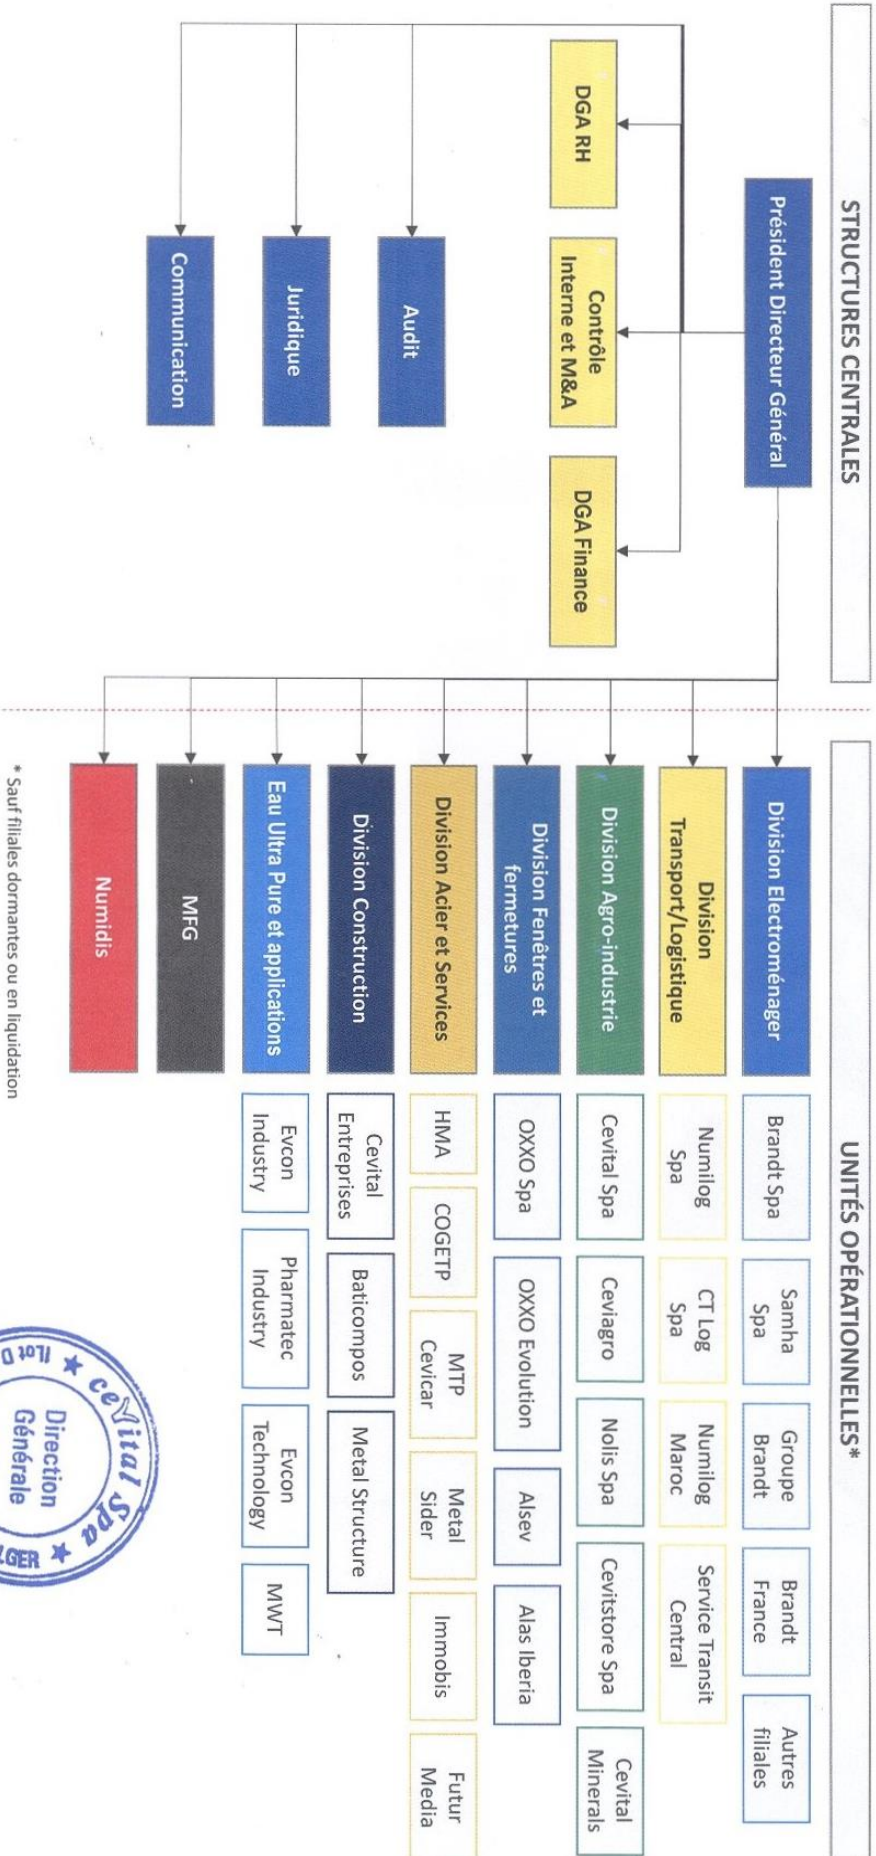 STRUCTURES CENTRALES
Président Directeur Général
DGA RH
Contrôle
Interne et M&A
DGA Finance
Audit
Juridique
Communication
UNITÉS OPÉRATIONNELLES*
Division Electroménager
Brandt Spa
Samha
Spa
Groupe
Brandt
Brandt
France
Autres
filiales
Division
Transport/Logistique
Numilog
Spa
CT Log
Spa
Numilog
Maroc
Service Transit
Central
Division Agro-industrie
Cevital Spa
Ceviagro
Nolis Spa
Cevitstore Spa
Cevital
Minerals
Division Fenêtres et
fermetures
OXXO Spa
OXXO Evolution
Alsev
Alas Iberia
Division Acier et Services
HMA
COGETP
MTP
Cevicar
Metal
Sider
Immobis
Futur
Media
Division Construction
Cevital
Entreprises
Baticompos
Metal Structure
Eau Ultra Pure et applications
Evcon
Industry
Pharmatec
Industry
Evcon
Technology
MWT
MFG
Numidis
* Sauf filiales dormantes ou en liquidation
★ ceVital Spa ★
Direction
Générale
ILot D